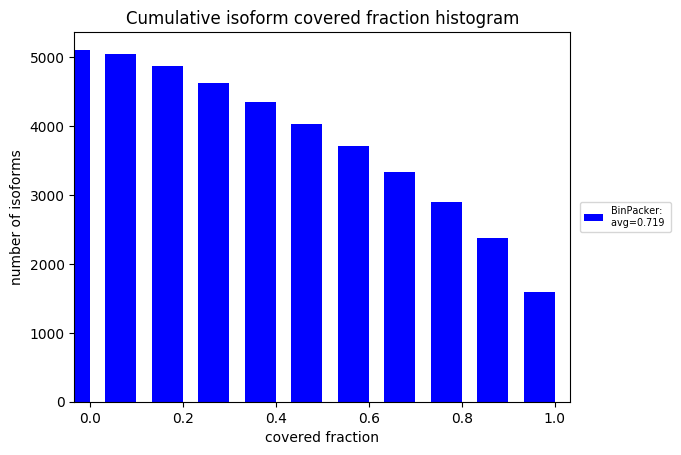 Cumulative isoform covered fraction histogram
number of isoforms
5000
4000
3000
2000
1000
0
0.0 0.2 0.4 0.6 0.8 1.0
covered fraction
BinPacker:
avg=0.719